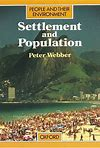 PEOPLE AND THEIR
ENVIRONMENT
Settlement
and
Population
Peter Webber
OXFORD